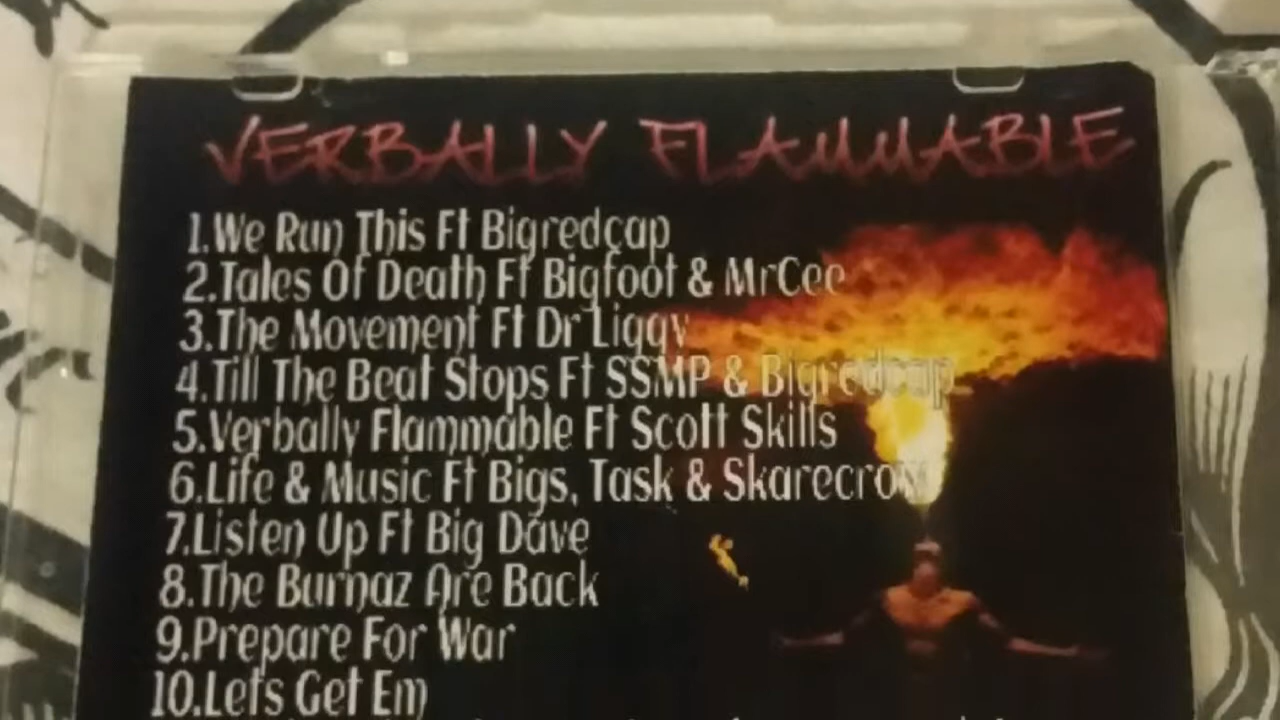 VERBALLY FLAMMABLE
1.We Run This Ft Bigredcap
2.Tales Of Death Ft Bigfoot & MrCee
3.The Movement Ft Dr Liggy
4.Till The Beat Stops Ft SSMP & Bigredcap
5.Verbally Flammable Ft Scott Skills
6.Life & Music Ft Bigs, Task & Skarecrow
7.Listen Up Ft Big Dave
8.The Burnaz Are Back
9.Prepare For War
10.Lets Get Em